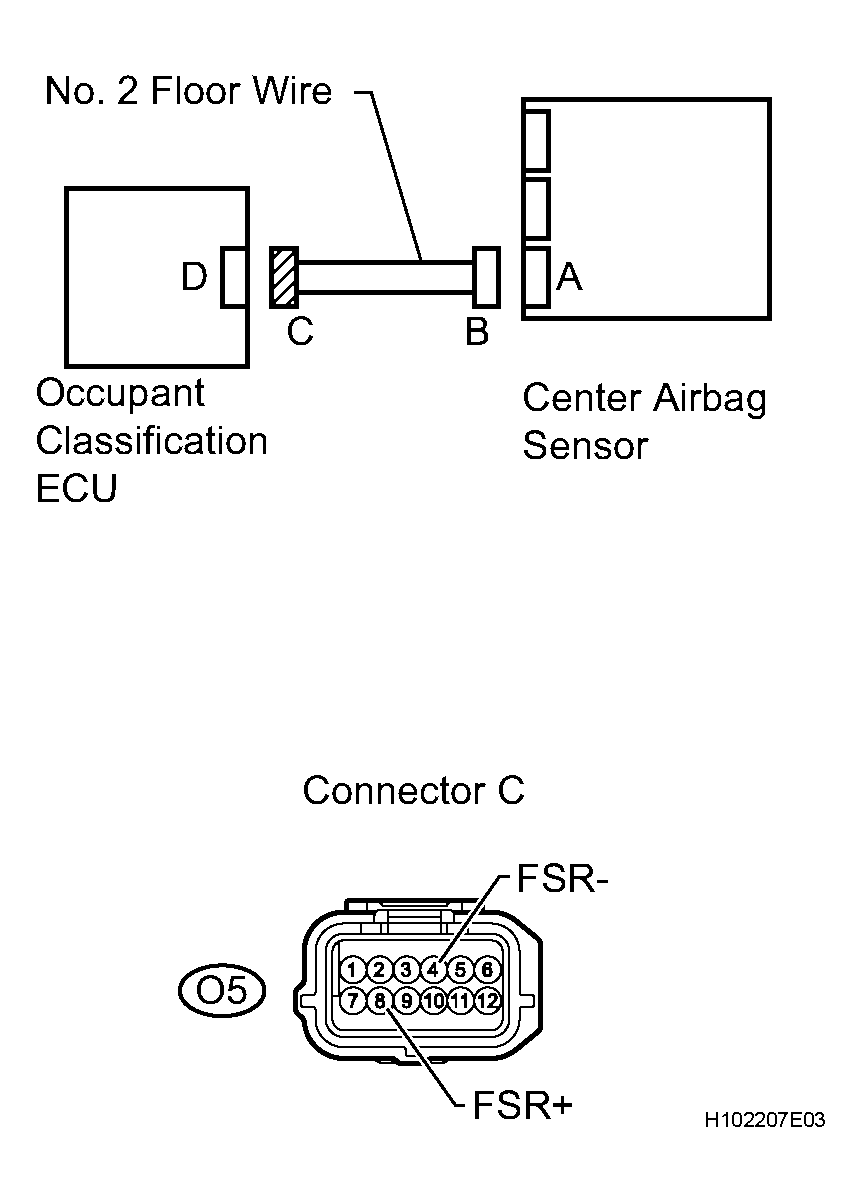 No. 2 Floor Wire
D
C
B
A
Occupant
Classification
ECU
Center Airbag
Sensor
Connector C
FSR-
1 2 3 4 5 6
O5
7 8 9 10 11 12
FSR+
H102207E03